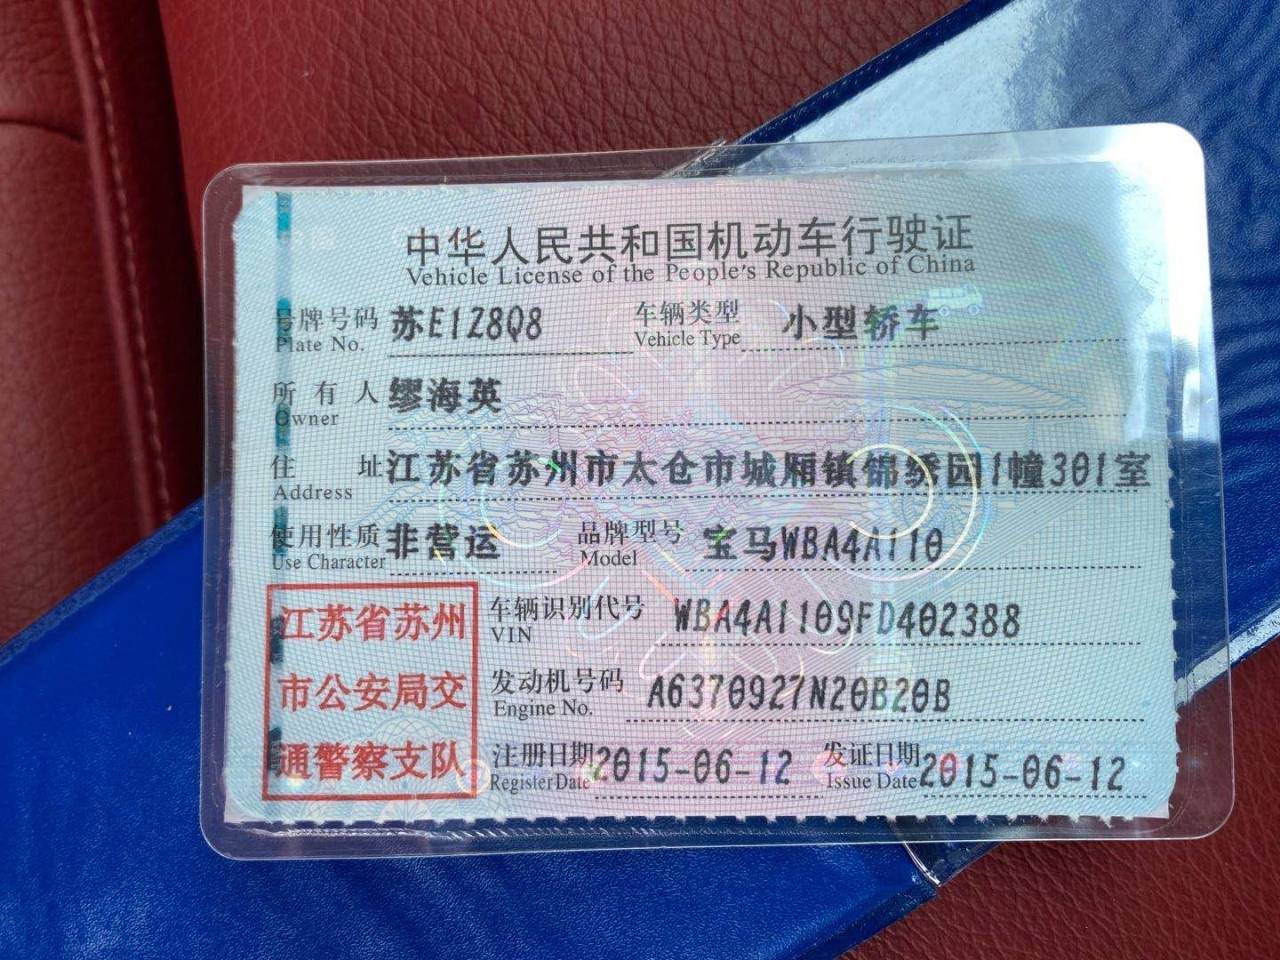 中华人民共和国机动车行驶证
Vehicle License of the People's Republic of China
号牌号码 苏E1Z8Q8 车辆类型 小型轿车
Plate No. Vehicle Type
所有人 缪海英
Owner
住址 江苏省苏州市太仓市城厢镇锦绣园1幢301室
Address
使用性质 非营运 品牌型号 宝马WBA4A110
Use Character Model
江苏省苏州
市公安局交
通警察支队
车辆识别代号 WBA4A1109FD402388
VIN
发动机号码 A6370927N20B20B
Engine No.
注册日期 2015-06-12 发证日期 2015-06-12
Register Date Issue Date